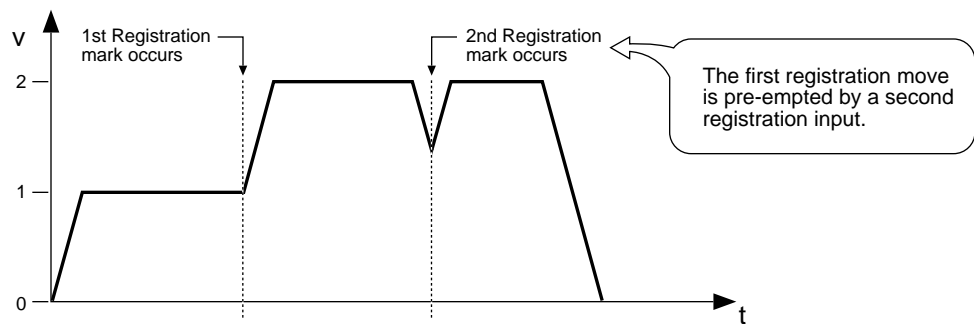 v
1st Registration
mark occurs
2nd Registration
mark occurs
The first registration move
is pre-empted by a second
registration input.
2
1
0
t